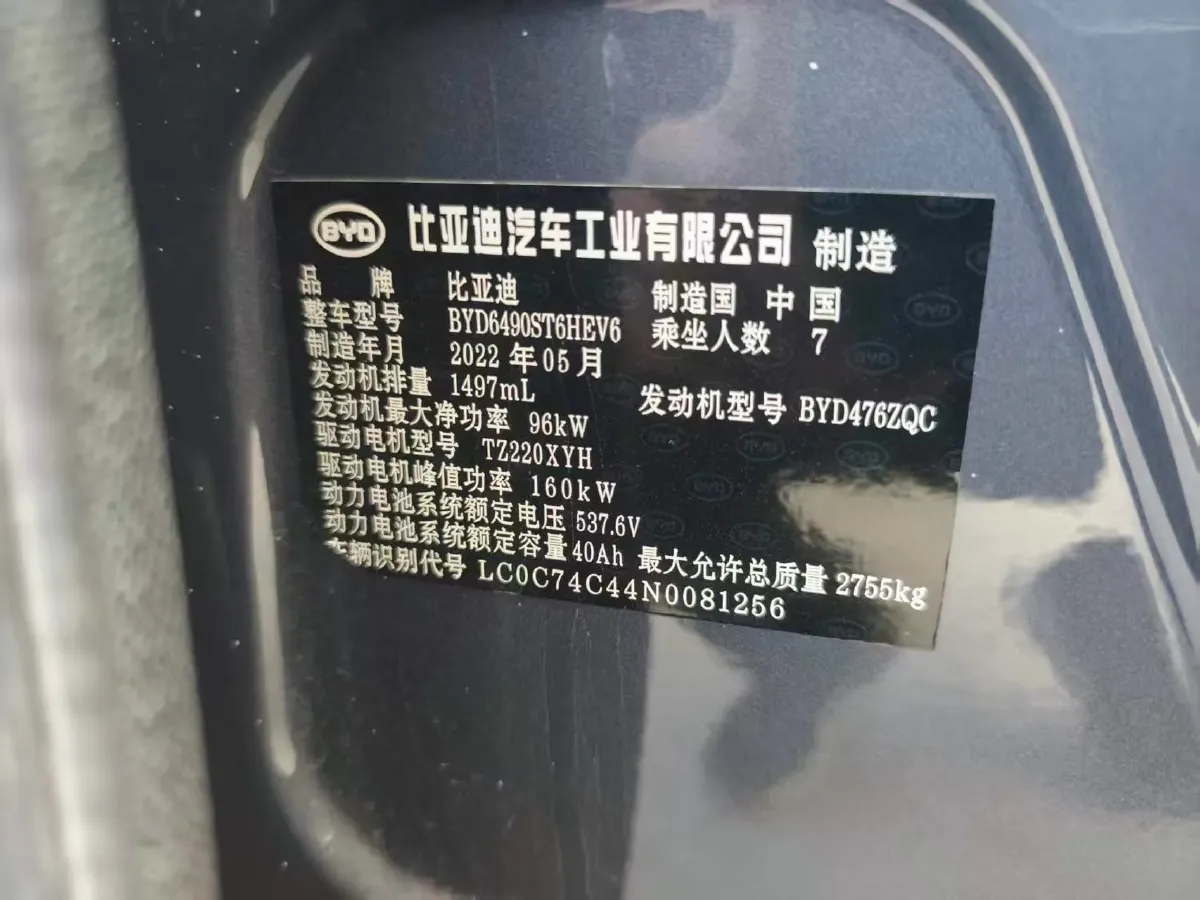 BYD 比亚迪汽车工业有限公司 制造
品 牌 比亚迪 制造国 中国
整车型号 BYD6490ST6HEV6 乘坐人数 7
制造年月 2022 年 05 月
发动机排量 1497mL 发动机型号 BYD476ZQC
发动机最大净功率 96kW
驱动电机型号 TZ220XYH
驱动电机峰值功率 160kW
动力电池系统额定电压 537.6V
动力电池系统额定容量 40Ah 最大允许总质量 2755kg
车辆识别代号 LC0C74C44N0081256